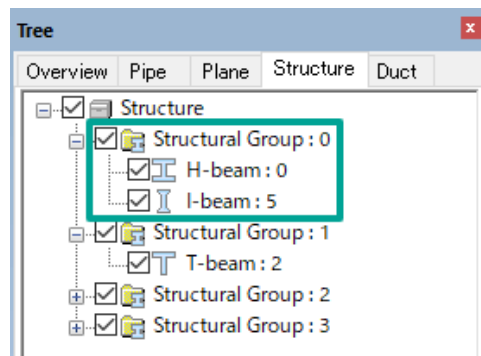 Tree
Overview Pipe Plane Structure Duct
Structure
Structural Group : 0
H-beam : 0
I-beam : 5
Structural Group : 1
T-beam : 2
Structural Group : 2
Structural Group : 3